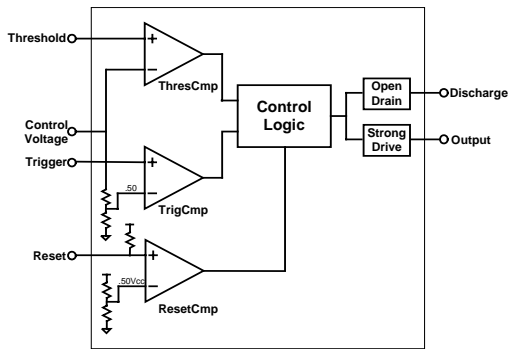 Threshold
ThresCmp
Control
Voltage
Trigger
.50
TrigCmp
Reset
.50Vcc
ResetCmp
Control
Logic
Open
Drain
Discharge
Strong
Drive
Output